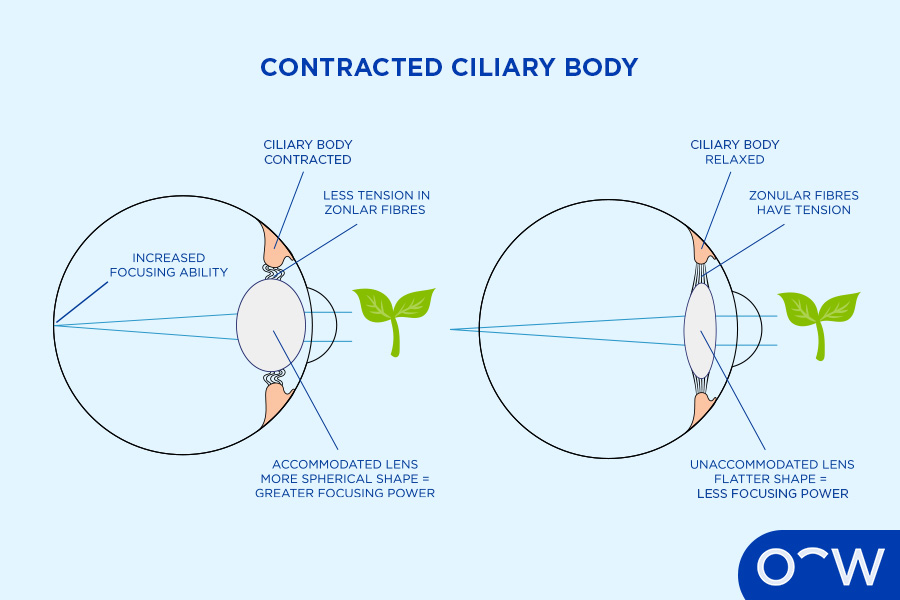 CONTRACTED CILIARY BODY
CILIARY BODY
CONTRACTED
LESS TENSION IN
ZONLAR FIBRES
INCREASED
FOCUSING ABILITY
ACCOMMODATED LENS
MORE SPHERICAL SHAPE =
GREATER FOCUSING POWER
CILIARY BODY
RELAXED
ZONULAR FIBRES
HAVE TENSION
UNACCOMMODATED LENS
FLATTER SHAPE =
LESS FOCUSING POWER